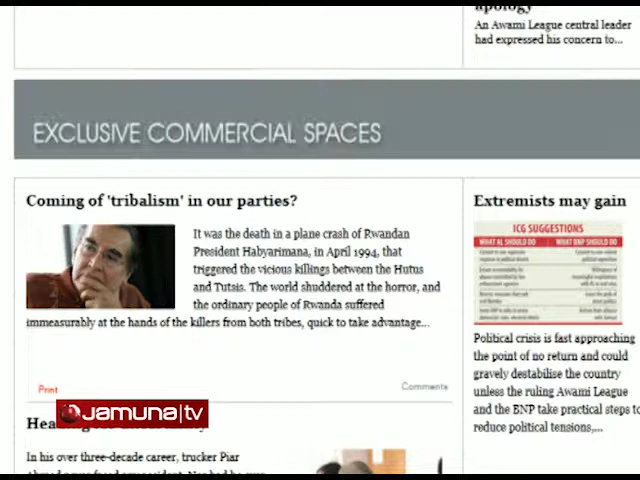 apology
An Awami League central leader
had expressed his concern to...
EXCLUSIVE COMMERCIAL SPACES
Coming of 'tribalism' in our parties?
It was the death in a plane crash of Rwandan
President Habyarimana, in April 1994, that
triggered the vicious killings between the Hutus
and Tutsis. The world shuddered at the horror, and
the ordinary people of Rwanda suffered
immeasurably at the hands of the killers from both tribes, quick to take advantage...
Print
Comments
Extremists may gain
ICG SUGGESTIONS
WHAT AL SHOULD DO WHAT BNP SHOULD DO
Political crisis is fast approaching
the point of no return and could
gravely destabilise the country
unless the ruling Awami League
and the BNP take practical steps to
reduce political tensions,...
Jamuna|tv
In his over three-decade career, trucker Piar